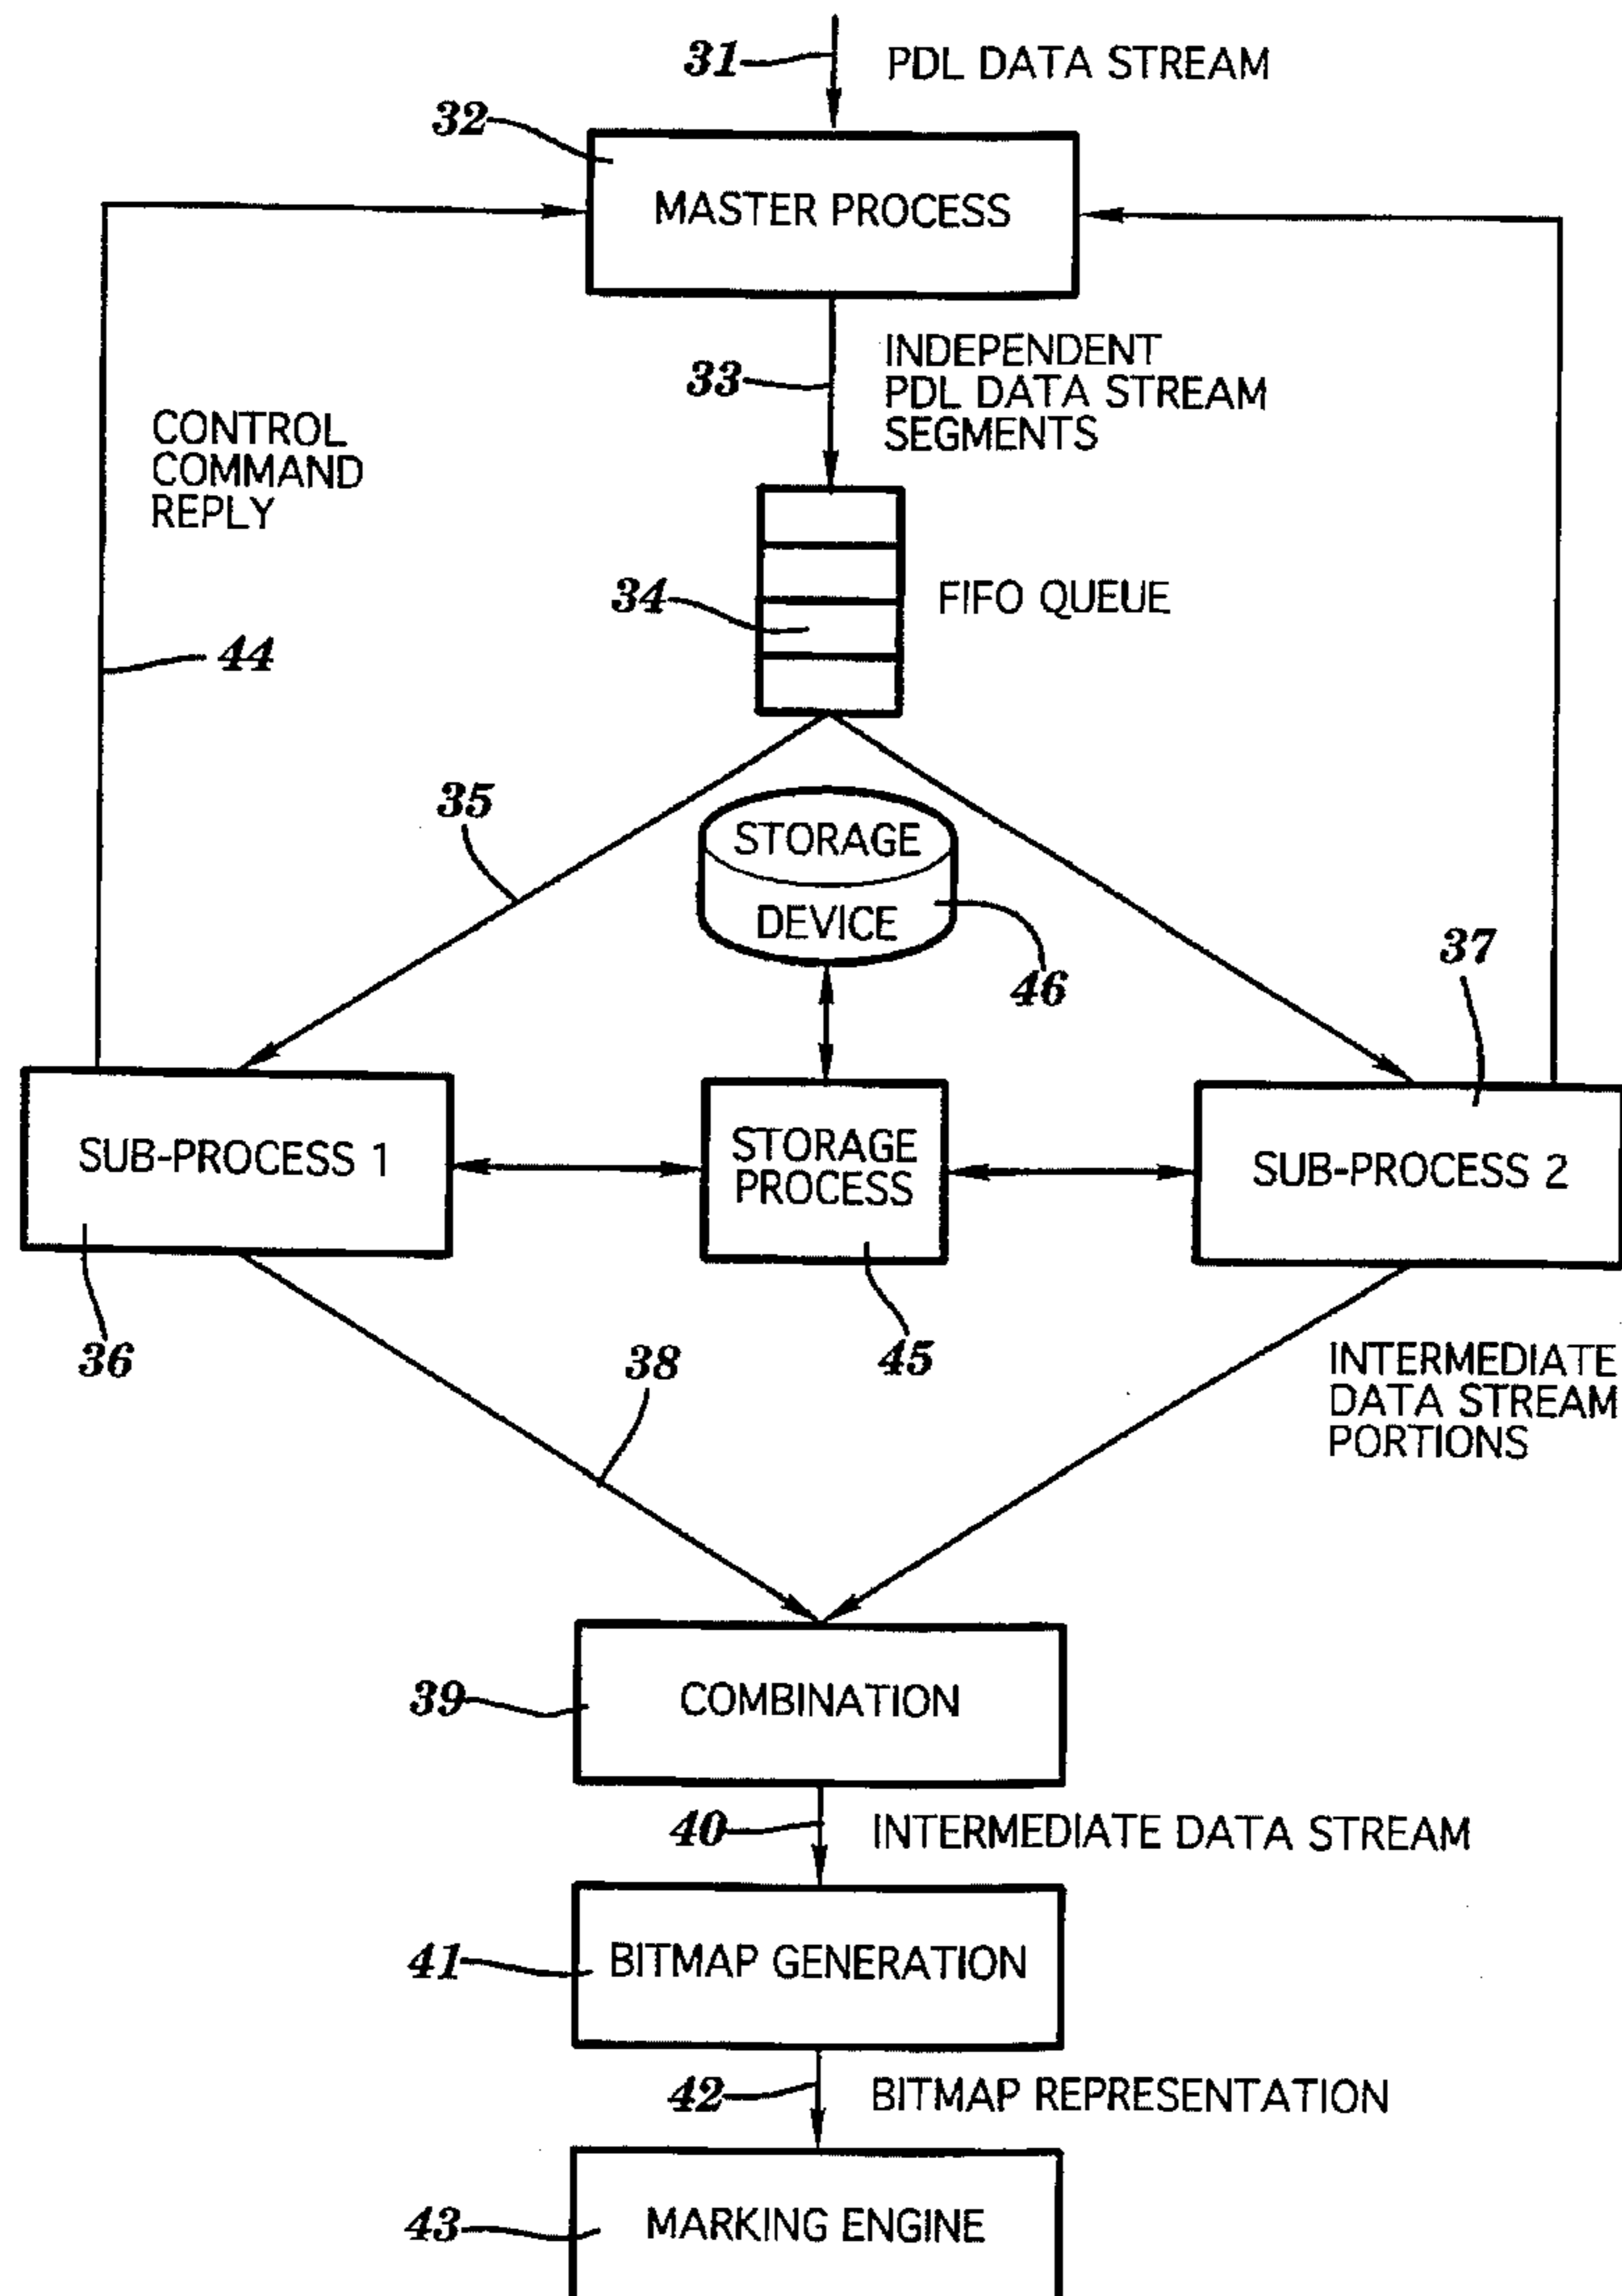 31
PDL DATA STREAM
32
MASTER PROCESS
33
INDEPENDENT
PDL DATA STREAM
SEGMENTS
CONTROL
COMMAND
REPLY
34
FIFO QUEUE
44
35
STORAGE
DEVICE
46
37
SUB-PROCESS 1
STORAGE
PROCESS
SUB-PROCESS 2
36
38
45
INTERMEDIATE
DATA STREAM
PORTIONS
39
COMBINATION
40
INTERMEDIATE DATA STREAM
41
BITMAP GENERATION
42
BITMAP REPRESENTATION
43
MARKING ENGINE